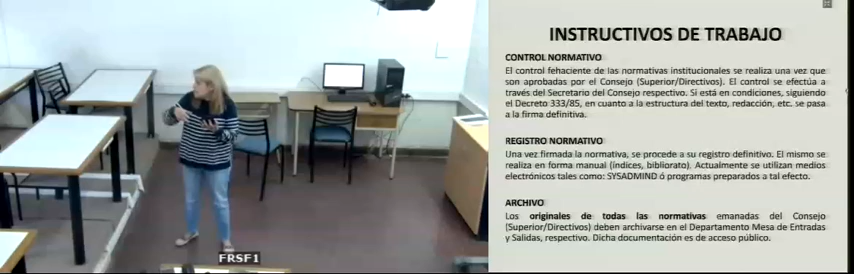 INSTRUCTIVOS DE TRABAJO
CONTROL NORMATIVO
El control fehaciente de las normativas institucionales se realiza una vez que
son aprobadas por el Consejo (Superior/Directivos). El control se efectúa a
través del Secretario del Consejo respectivo. Si está en condiciones, siguiendo
el Decreto 333/85, en cuanto a la estructura del texto, redacción, etc. se pasa
a la firma definitiva.
REGISTRO NORMATIVO
Una vez firmada la normativa, se procede a su registro definitivo. El mismo se
realiza en forma manual (índices, bibliorato). Actualmente se utilizan medios
electrónicos tales como: SYSADMIND ó programas preparados a tal efecto.
ARCHIVO
Los originales de todas las normativas emanadas del Consejo
(Superior/Directivos) deben archivarse en el Departamento Mesa de Entradas
y Salidas, respectivo. Dicha documentación es de acceso público.
FRSF1